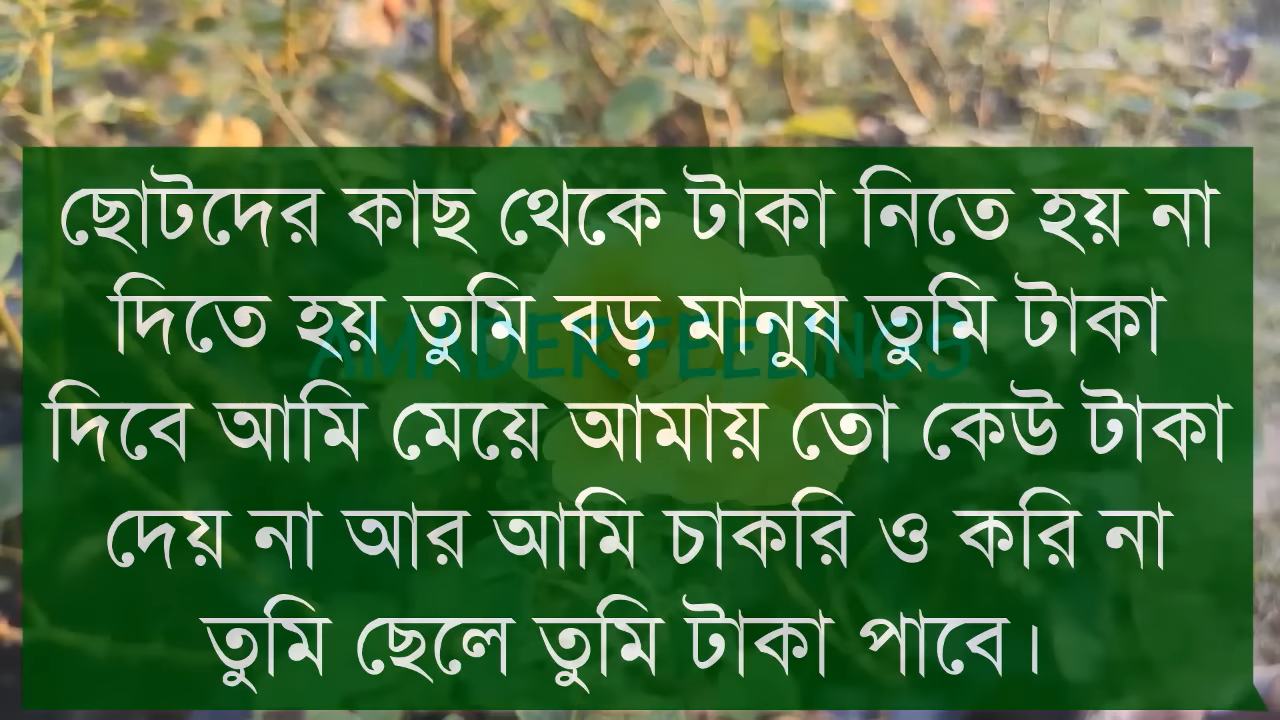 ছোটদের কাছ থেকে টাকা নিতে হয় না
দিতে হয় তুমি বড় মানুষ তুমি টাকা
AMADER FEELINGS
দিবে আমি মেয়ে আমায় তো কেউ টাকা
দেয় না আর আমি চাকরি ও করি না
তুমি ছেলে তুমি টাকা পাবে।